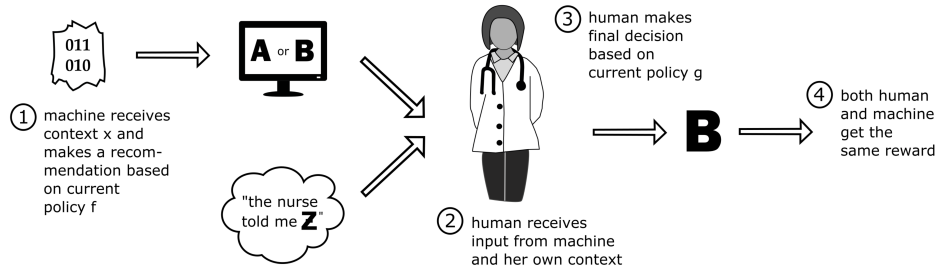 011
010
1 machine receives
context x and
makes a recom-
mendation based
on current
policy f
A or B
"the nurse
told me Z"
2 human receives
input from machine
and her own context
3 human makes
final decision
based on
current policy g
B
4 both human
and machine
get the
same reward